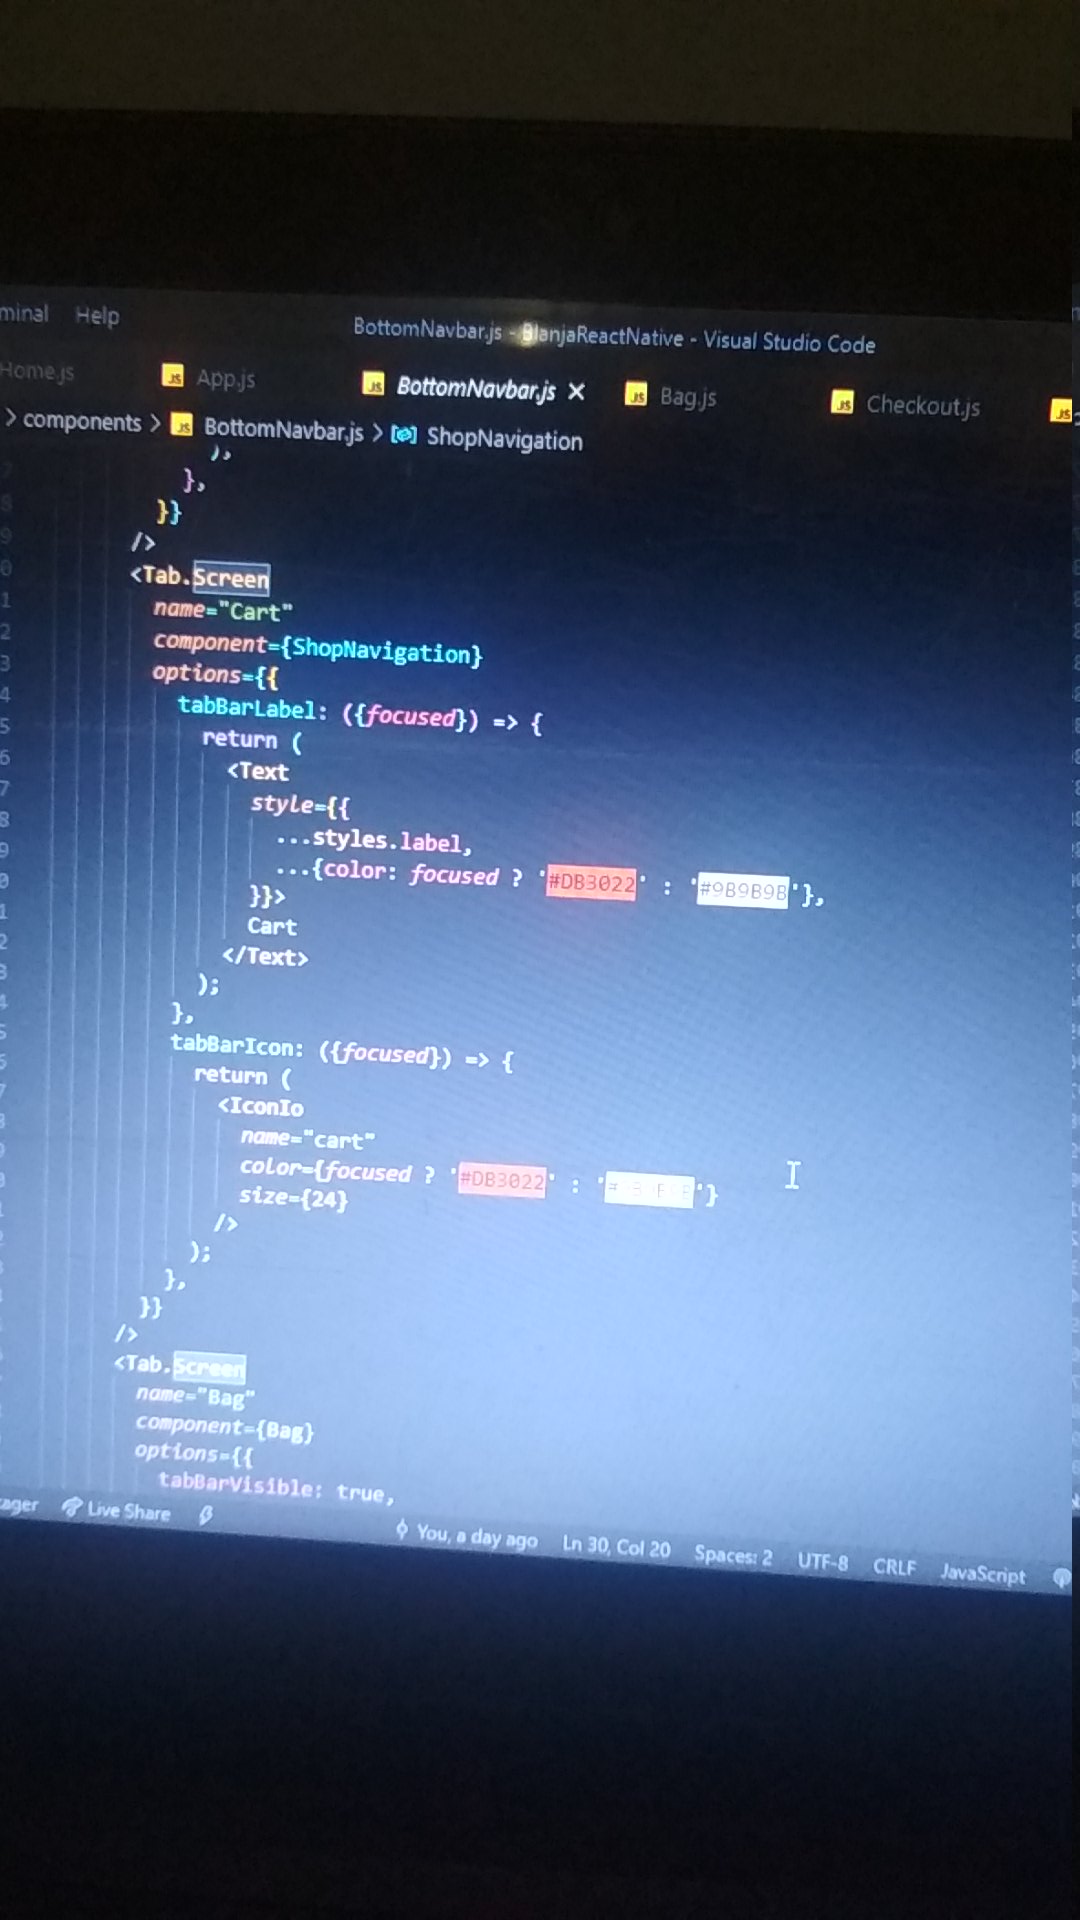 Help
BottomNavbar.js - BlanjaReactNative - Visual Studio Code
Home.js
App.js
BottomNavbar.js
Bag.js
Checkout.js
> components > BottomNavbar.js > ShopNavigation
);
},
}}
/>
<Tab.Screen
name="Cart"
component={ShopNavigation}
options={{
tabBarLabel: ({focused}) => {
return (
<Text
style={{
...styles.label,
...{color: focused ? '#DB3022' : '#9B9B9B'},
}}>
Cart
</Text>
);
},
tabBarIcon: ({focused}) => {
return (
<IconIo
name="cart"
color={focused ? '#DB3022' : '
'}
size={24}
/>
);
},
}}
/>
<Tab.Screen
name="Bag"
component={Bag}
options={{
tabBarVisible: true,
Live Share
You, a day ago
Ln 30, Col 20
Spaces: 2
UTF-8
CRLF
JavaScript